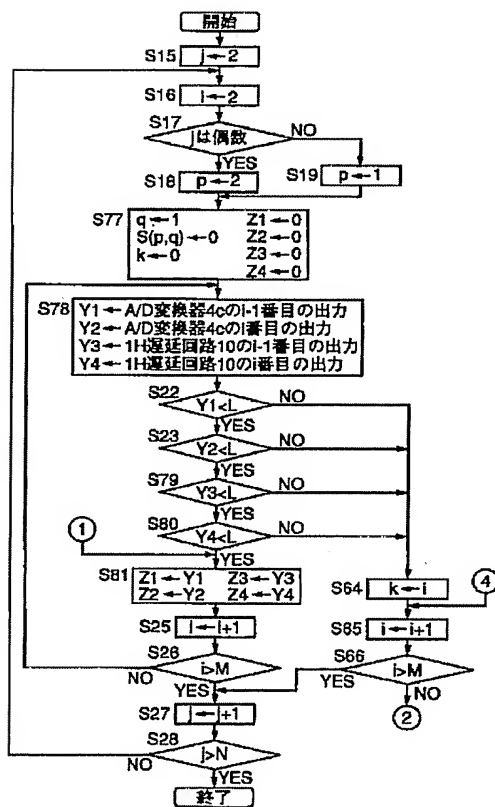 開始
S15 j←2
S16 i←2
S17 jは偶数 NO
YES
S18 p←2
S19 p←1
S77 q←1 Z1←0
S(p,q)←0 Z2←0
k←0 Z3←0
Z4←0
S78 Y1←A/D変換器4cのi-1番目の出力
Y2←A/D変換器4cのi番目の出力
Y3←1H遅延回路10のi-1番目の出力
Y4←1H遅延回路10のi番目の出力
S22 Y1<L NO
YES
S23 Y2<L NO
YES
S79 Y3<L NO
YES
S80 Y4<L NO
YES
1
S81 Z1←Y1 Z3←Y3
Z2←Y2 Z4←Y4
S64 k←i
4
S25 i←i+1
S65 i←i+1
S26 i>M
NO YES
S66 i>M
YES NO
2
S27 j←j+1
S28 j>N
NO YES
終了